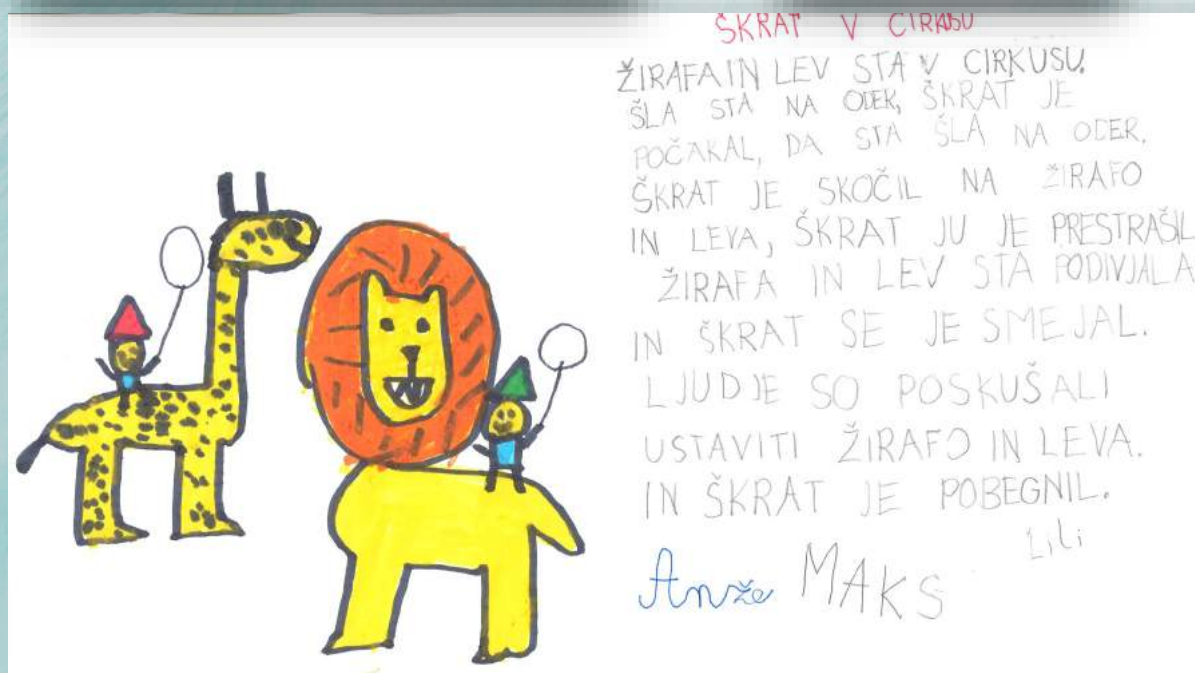 ŠKRAT V CIRKUSU
ŽIRAFA IN LEV STA V CIRKUSU.
ŠLA STA NA ODER, ŠKRAT JE
POČAKAL, DA STA ŠLA NA ODER.
ŠKRAT JE SKOČIL NA ŽIRAFO
IN LEVA, ŠKRAT JU JE PRESTRAŠIL
ŽIRAFA IN LEV STA PODIVJALA
IN ŠKRAT SE JE SMEJAL.
LJUDJE SO POSKUŠALI
USTAVITI ŽIRAFO IN LEVA.
IN ŠKRAT JE POBEGNIL.
Lili
Anže MAKS